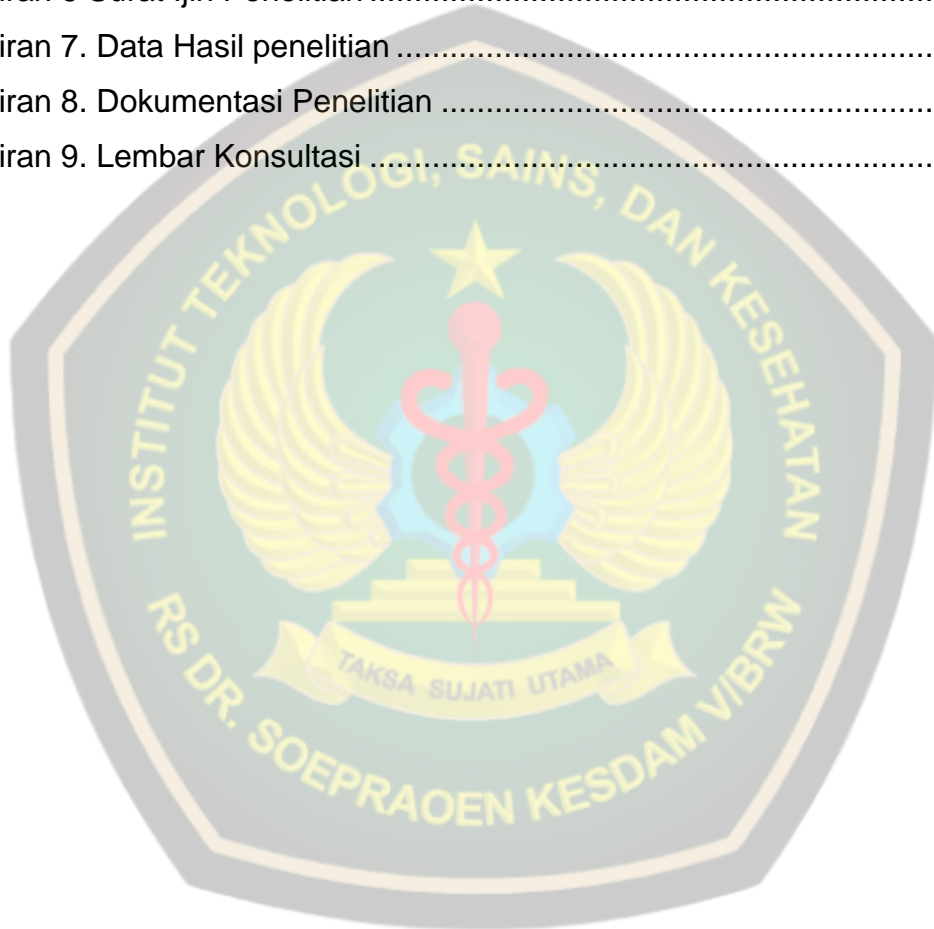 iran 7. Data Hasil penelitian ......................................................................
iran 8. Dokumentasi Penelitian .................................................................
iran 9. Lembar Konsultasi .........................................................................
INSTITUT TEKNOLOGI, SAINS, DAN KESEHATAN
TAKSA SUJATI UTAMA
RS DR. SOEPRAOEN KESDAM V/BRW